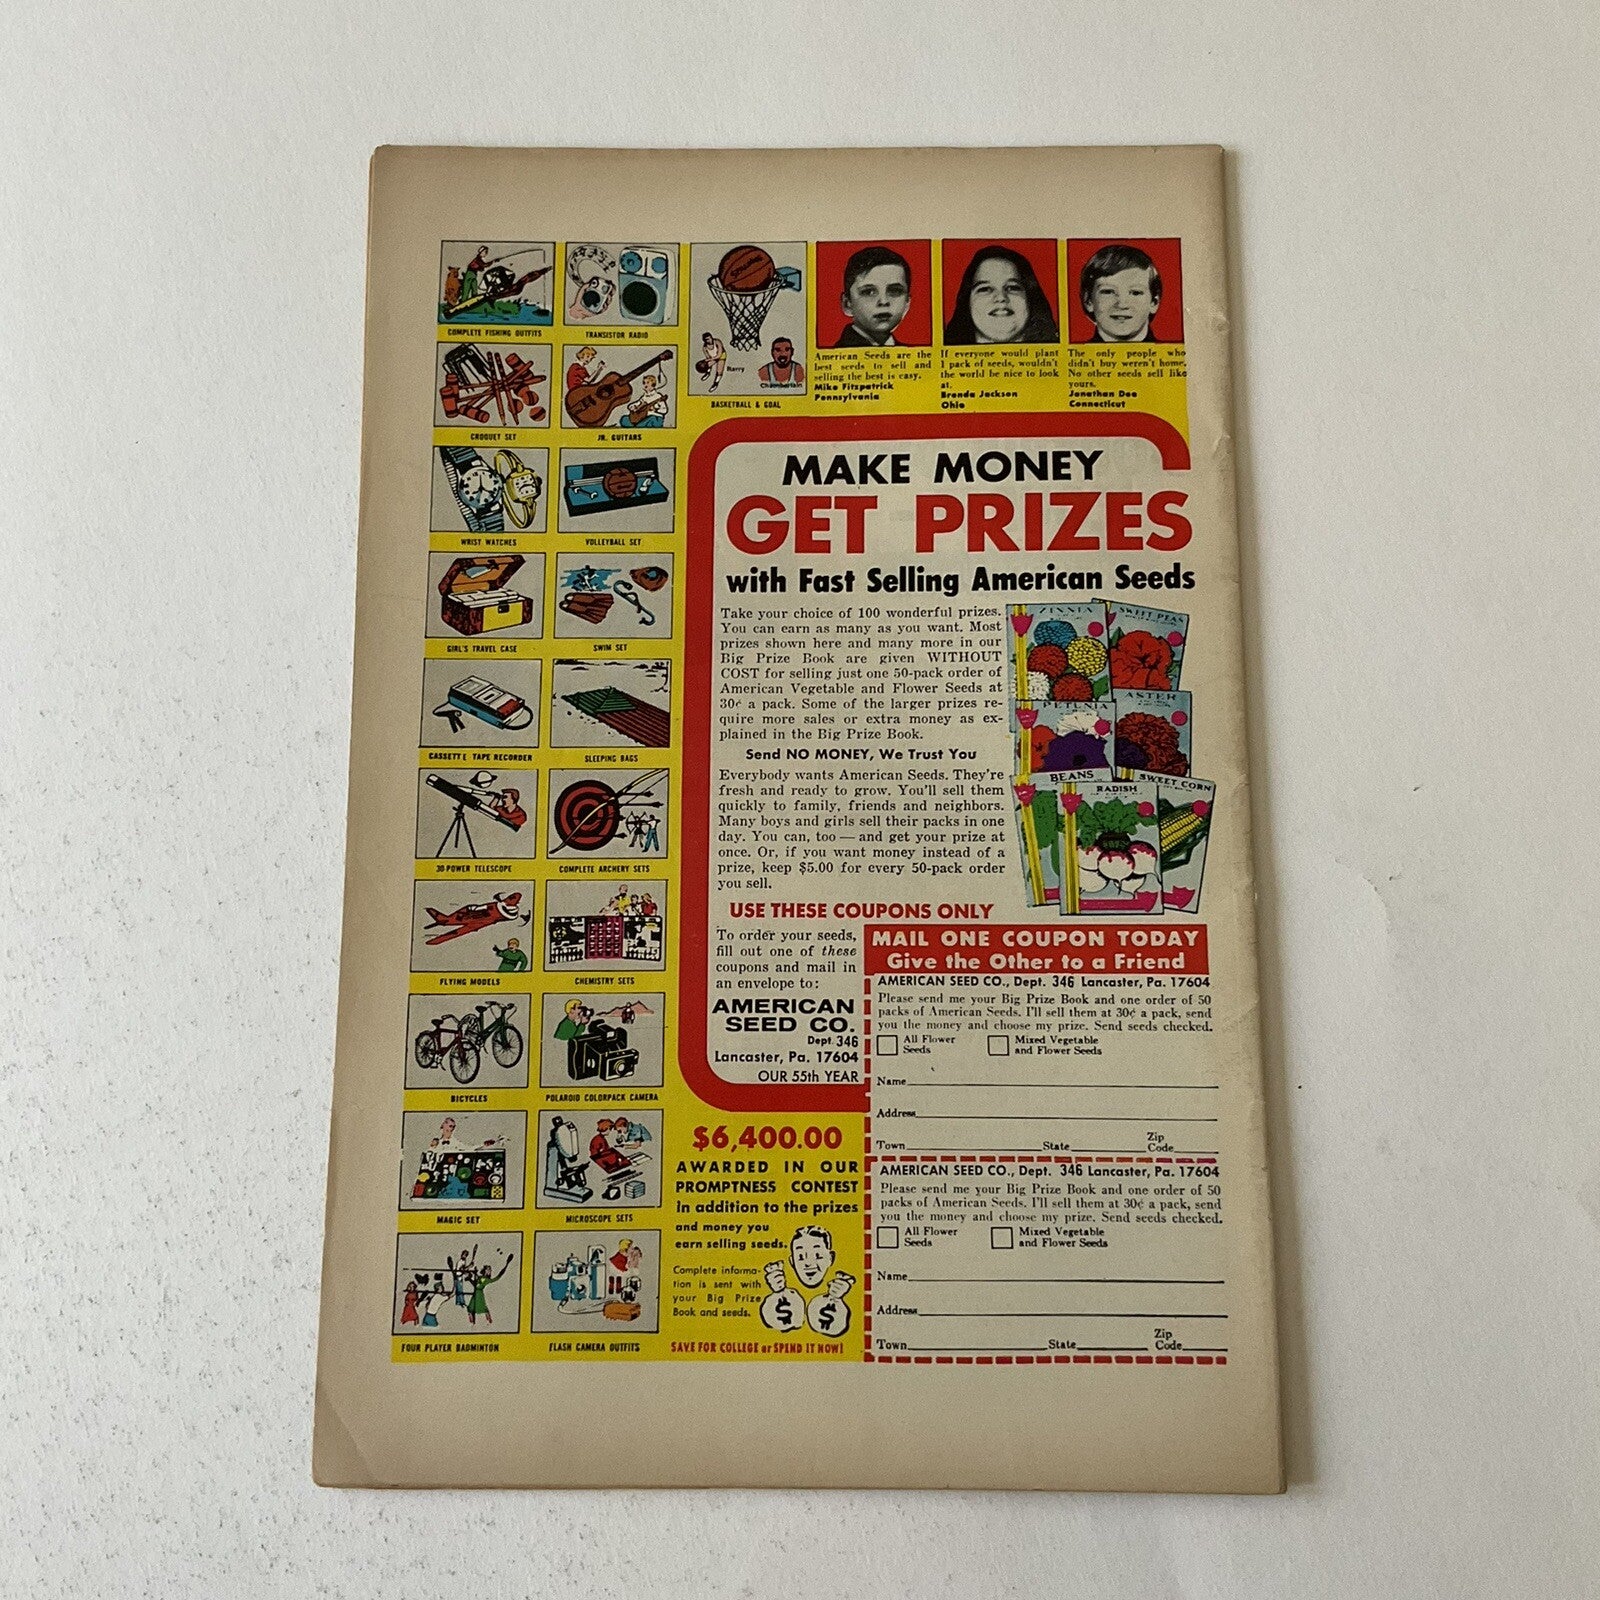 COMPLETE FISHING OUTFITS
TRANSISTOR RADIO
Barry
Chamberlain
BASKETBALL & GOAL
CROQUET SET
JR. GUITARS
WRIST WATCHES
VOLLEYBALL SET
GIRL'S TRAVEL CASE
SWIM SET
CASSETTE TAPE RECORDER
SLEEPING BAGS
30-POWER TELESCOPE
COMPLETE ARCHERY SETS
FLYING MODELS
CHEMISTRY SETS
BICYCLES
POLAROID COLORPACK CAMERA
MAGIC SET
MICROSCOPE SETS
FOUR PLAYER BADMINTON
FLASH CAMERA OUTFITS
American Seeds are the
best seeds to sell and
selling the best is easy.
Mike Fitzpatrick
Pennsylvania
If everyone would plant
1 pack of seeds, wouldn't
the world be nice to look
at.
Brenda Jackson
Ohio
The only people who
didn't buy weren't home.
No other seeds sell like
yours.
Jonathan Dee
Connecticut
MAKE MONEY
GET PRIZES
with Fast Selling American Seeds
Take your choice of 100 wonderful prizes.
You can earn as many as you want. Most
prizes shown here and many more in our
Big Prize Book are given WITHOUT
COST for selling just one 50-pack order of
American Vegetable and Flower Seeds at
30¢ a pack. Some of the larger prizes re-
quire more sales or extra money as ex-
plained in the Big Prize Book.
Send NO MONEY, We Trust You
Everybody wants American Seeds. They're
fresh and ready to grow. You'll sell them
quickly to family, friends and neighbors.
Many boys and girls sell their packs in one
day. You can, too — and get your prize at
once. Or, if you want money instead of a
prize, keep $5.00 for every 50-pack order
you sell.
ZINNIA
SWEET PEAS
ASTER
PETUNIA
BEANS
SWEET CORN
RADISH
USE THESE COUPONS ONLY
To order your seeds,
fill out one of these
coupons and mail in
an envelope to:
AMERICAN
SEED CO.
Dept. 346
Lancaster, Pa. 17604
OUR 55th YEAR
MAIL ONE COUPON TODAY
Give the Other to a Friend
AMERICAN SEED CO., Dept. 346 Lancaster, Pa. 17604
Please send me your Big Prize Book and one order of 50
packs of American Seeds. I'll sell them at 30¢ a pack, send
you the money and choose my prize. Send seeds checked.
All Flower Seeds
Mixed Vegetable and Flower Seeds
Name
Address
Town State Zip Code
AMERICAN SEED CO., Dept. 346 Lancaster, Pa. 17604
Please send me your Big Prize Book and one order of 50
packs of American Seeds. I'll sell them at 30¢ a pack, send
you the money and choose my prize. Send seeds checked.
All Flower Seeds
Mixed Vegetable and Flower Seeds
Name
Address
Town State Zip Code
$6,400.00
AWARDED IN OUR
PROMPTNESS CONTEST
In addition to the prizes
and money you
earn selling seeds.
Complete informa-
tion is sent with
your Big Prize
Book and seeds.
$ $
SAVE FOR COLLEGE or SPEND IT NOW!